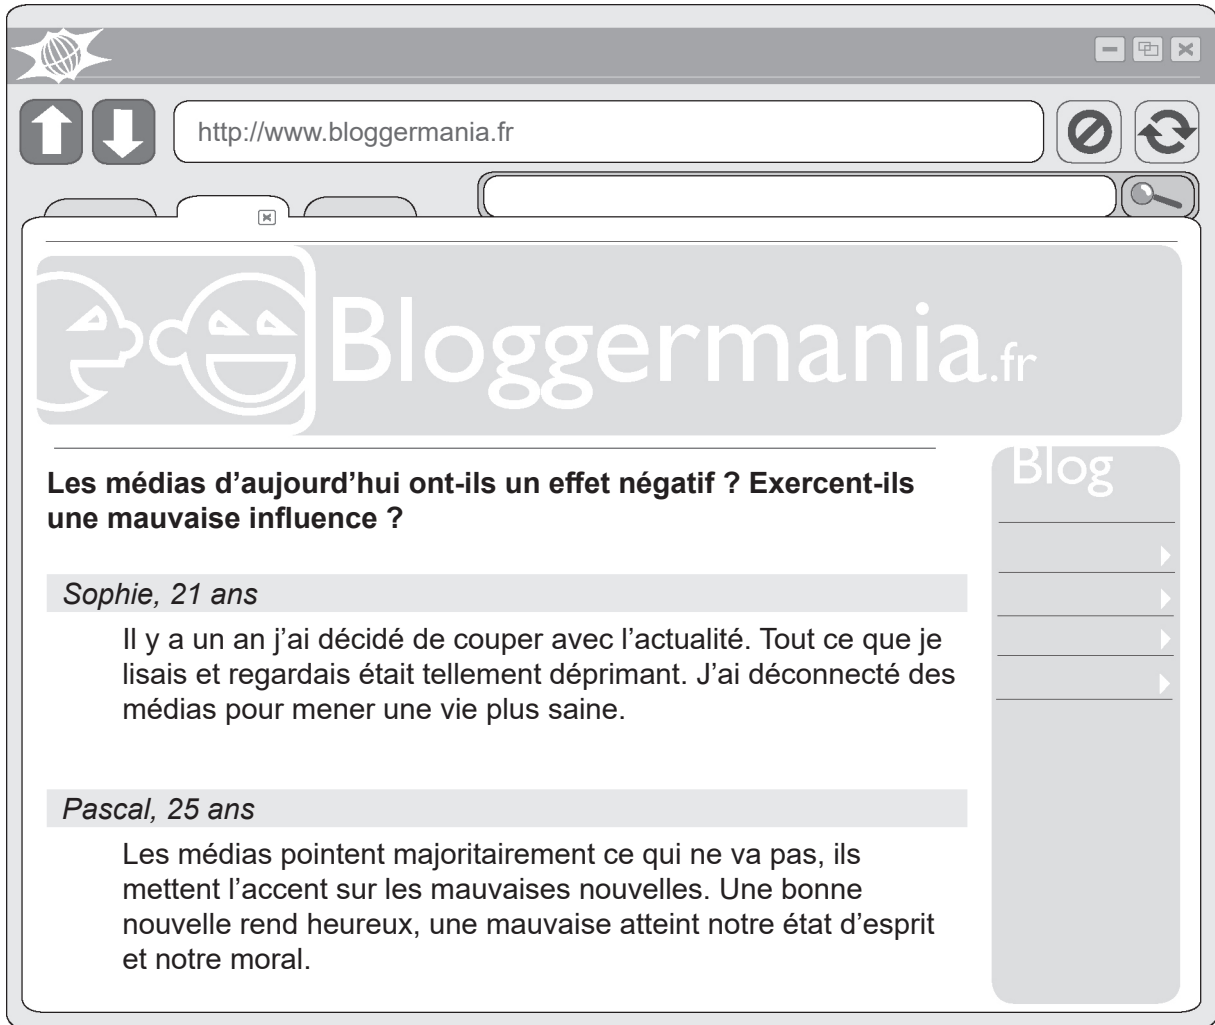 http://www.bloggermania.fr
Bloggermania.fr
Blog
Les médias d’aujourd’hui ont-ils un effet négatif ? Exercent-ils
une mauvaise influence ?
Sophie, 21 ans
Il y a un an j’ai décidé de couper avec l’actualité. Tout ce que je
lisais et regardais était tellement déprimant. J’ai déconnecté des
médias pour mener une vie plus saine.
Pascal, 25 ans
Les médias pointent majoritairement ce qui ne va pas, ils
mettent l’accent sur les mauvaises nouvelles. Une bonne
nouvelle rend heureux, une mauvaise atteint notre état d’esprit
et notre moral.